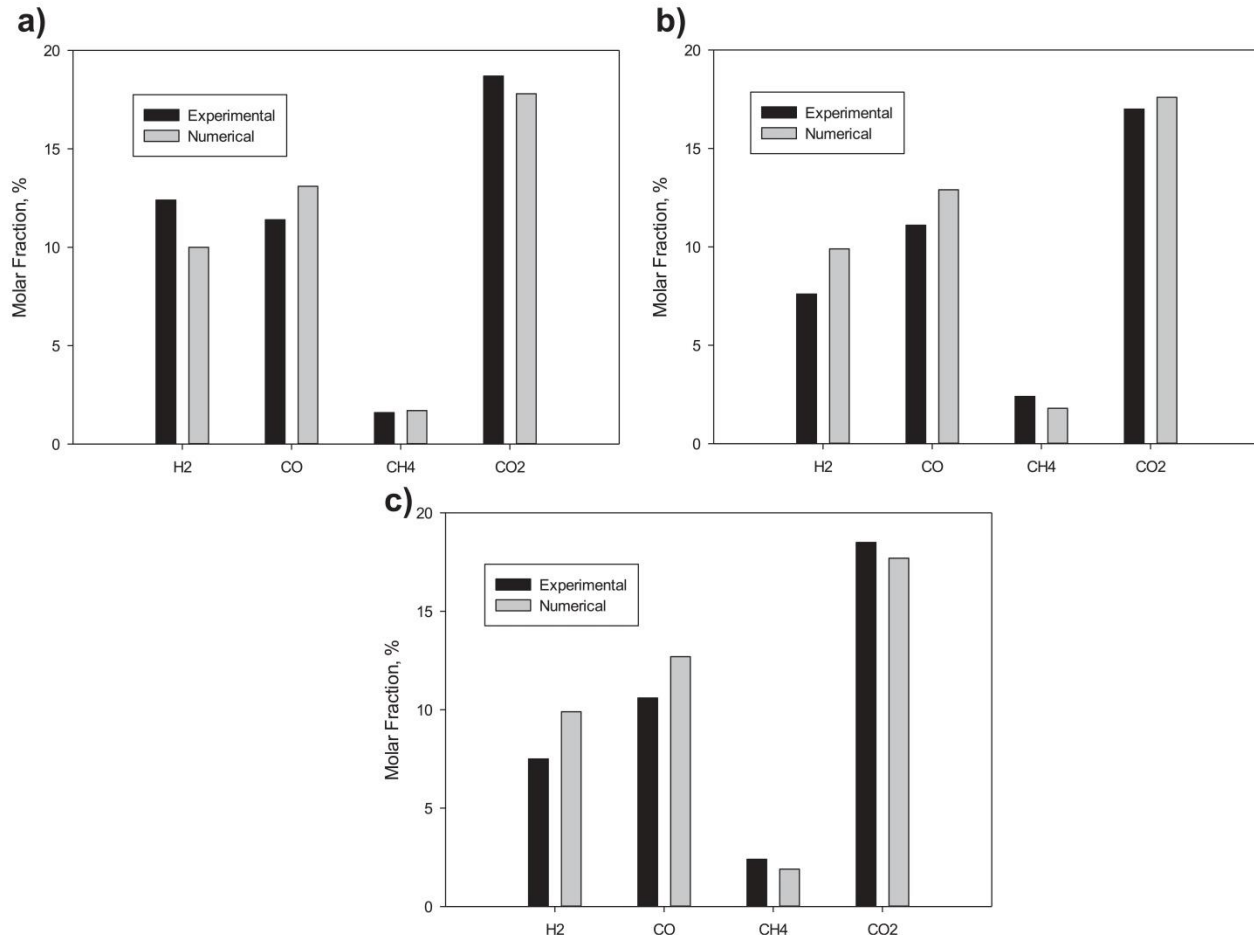 a)
Molar Fraction, %
20
15
10
5
0
Experimental
Numerical
H2 CO CH4 CO2
b)
Molar Fraction, %
20
15
10
5
0
Experimental
Numerical
H2 CO CH4 CO2
c)
Molar Fraction, %
20
15
10
5
0
Experimental
Numerical
H2 CO CH4 CO2